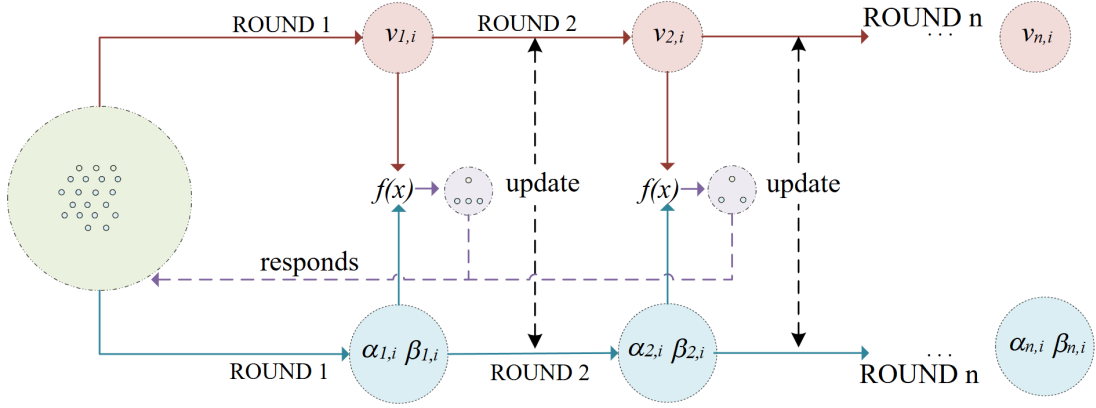 ROUND 1
v1,i
ROUND 2
v2,i
ROUND n
...
vn,i
f(x)
update
f(x)
update
responds
α1,i β1,i
α2,i β2,i
...
αn,i βn,i
ROUND 1
ROUND 2
ROUND n